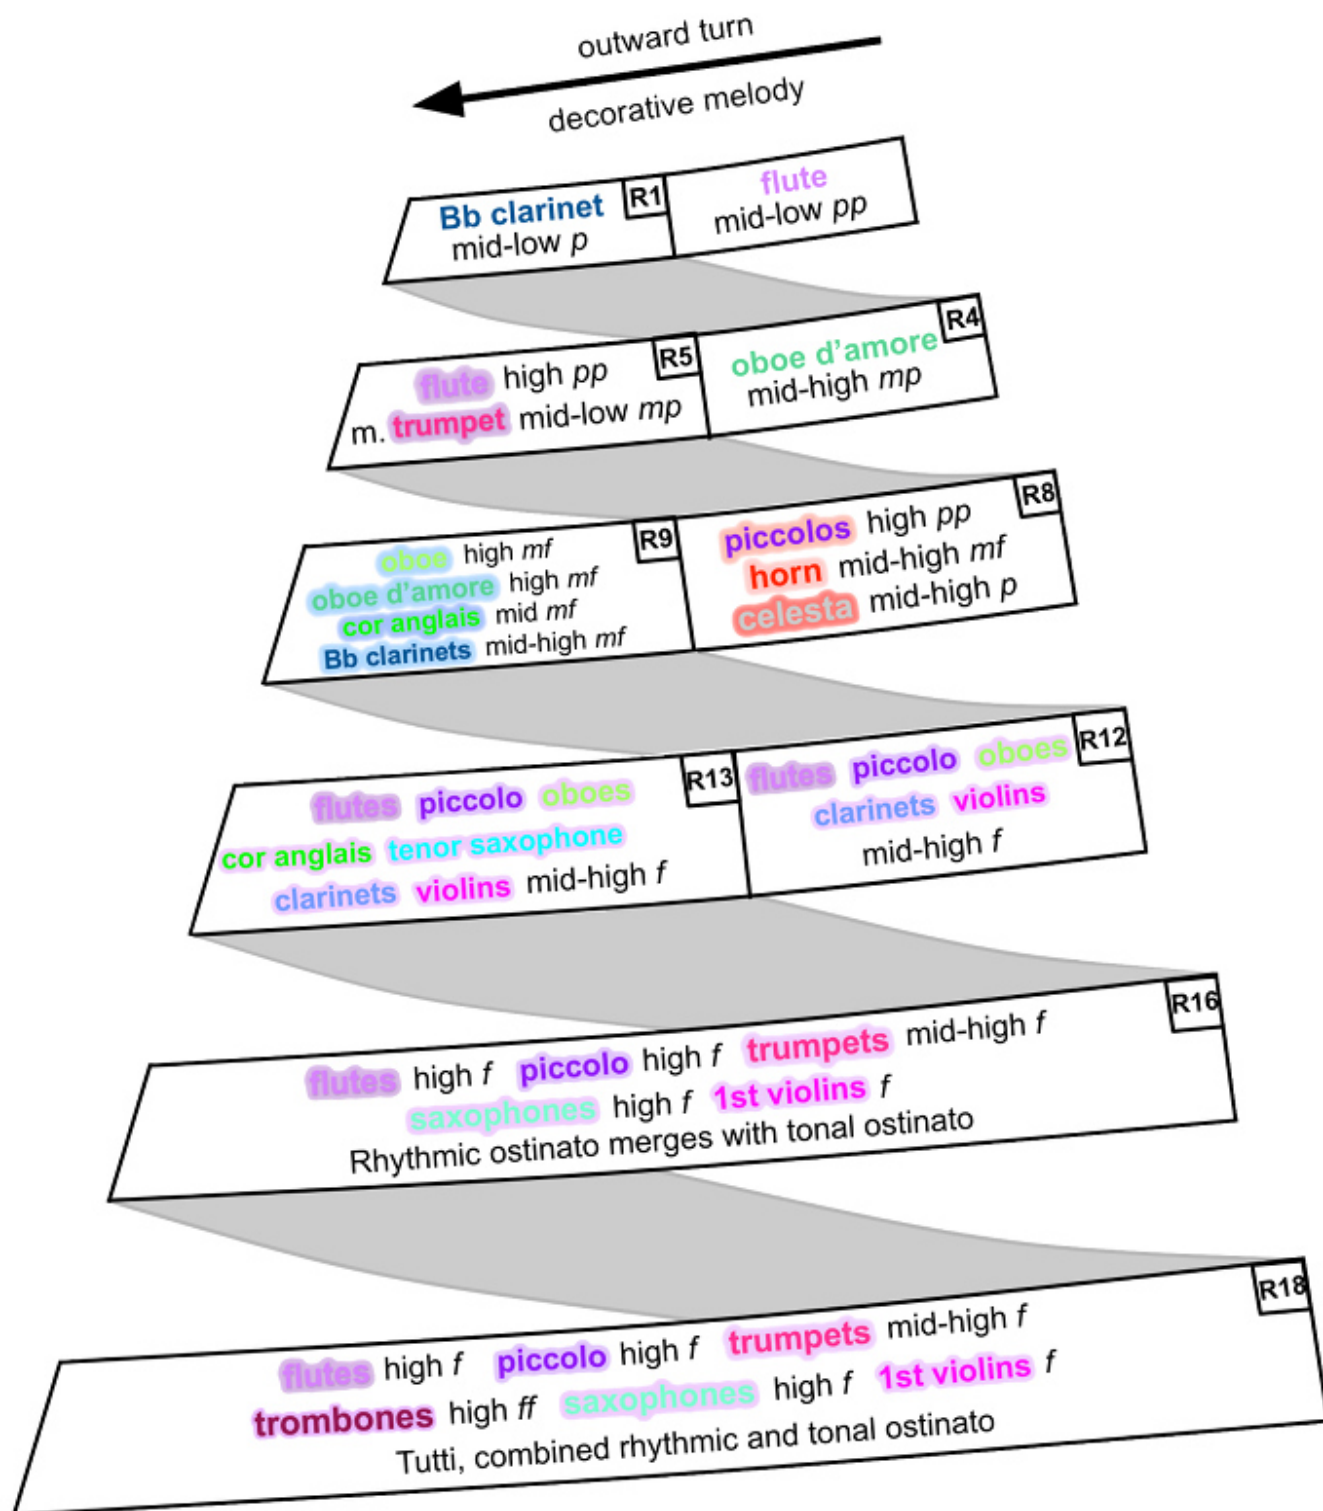 outward turn
decorative melody
Bb clarinet
mid-low p
R1
flute
mid-low pp
flute high pp
m. trumpet mid-low mp
R5
oboe d’amore
mid-high mp
R4
oboe high mf
oboe d’amore high mf
cor anglais mid mf
Bb clarinets mid-high mf
R9
piccolos high pp
horn mid-high mf
celesta mid-high p
R8
flutes piccolo oboes
cor anglais tenor saxophone
clarinets violins mid-high f
R13
flutes piccolo oboes
clarinets violins
mid-high f
R12
flutes high f piccolo high f trumpets mid-high f
saxophones high f 1st violins f
Rhythmic ostinato merges with tonal ostinato
R16
flutes high f piccolo high f trumpets mid-high f
trombones high ff saxophones high f 1st violins f
Tutti, combined rhythmic and tonal ostinato
R18